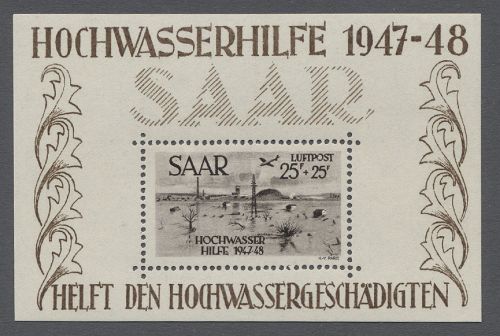 HOCHWASSERHILFE 1947-48
SAAR
SAAR
LUFTPOST
25F + 25F
HOCHWASSER
HILFE 1947-48
HELFT DEN HOCHWASSERGESCHÄDIGTEN